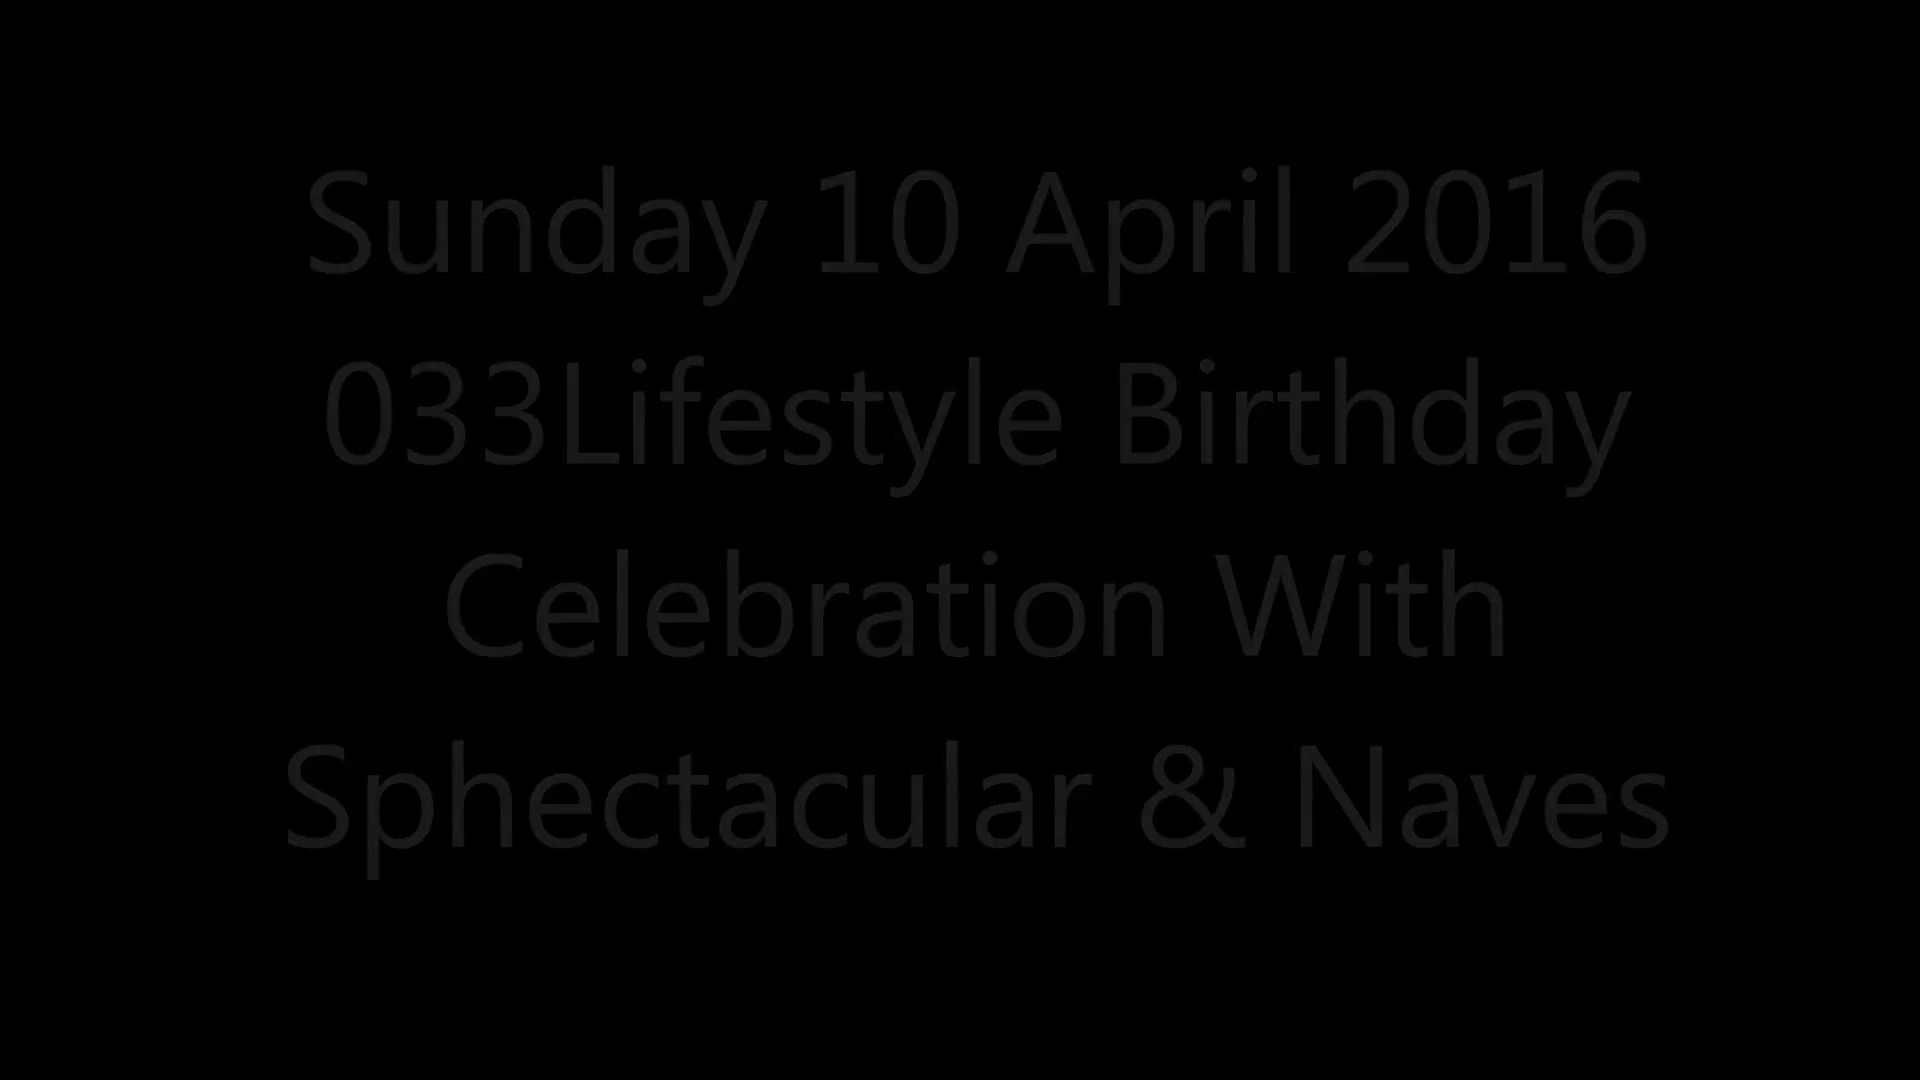 Sunday 10 April 2016
033Lifestyle Birthday
Celebration With
Sphectacular & Naves